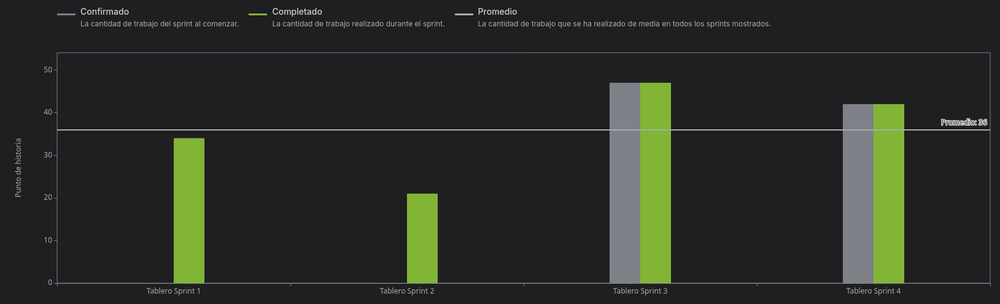 Confirmado
La cantidad de trabajo del sprint al comenzar.
Completado
La cantidad de trabajo realizado durante el sprint.
Promedio
La cantidad de trabajo que se ha realizado de media en todos los sprints mostrados.
50
40
30
20
10
0
Punto de historia
Promedio: 36
Tablero Sprint 1
Tablero Sprint 2
Tablero Sprint 3
Tablero Sprint 4